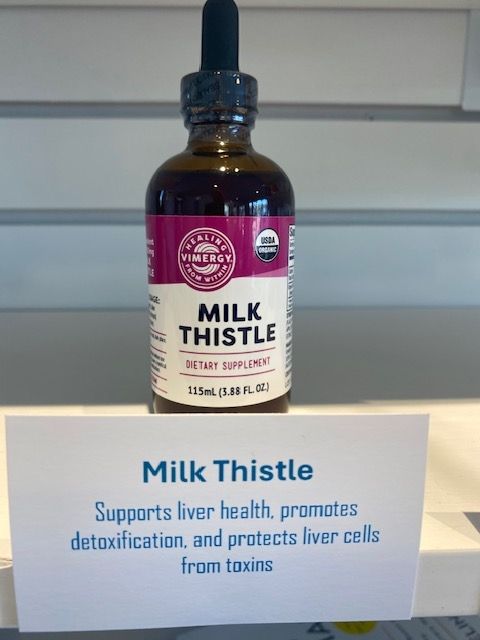 HEALING
VIMERGY
FROM WITHIN
USDA
ORGANIC
MILK
THISTLE
DIETARY SUPPLEMENT
115mL (3.88 FL. OZ.)
Milk Thistle
Supports liver health, promotes
detoxification, and protects liver cells
from toxins